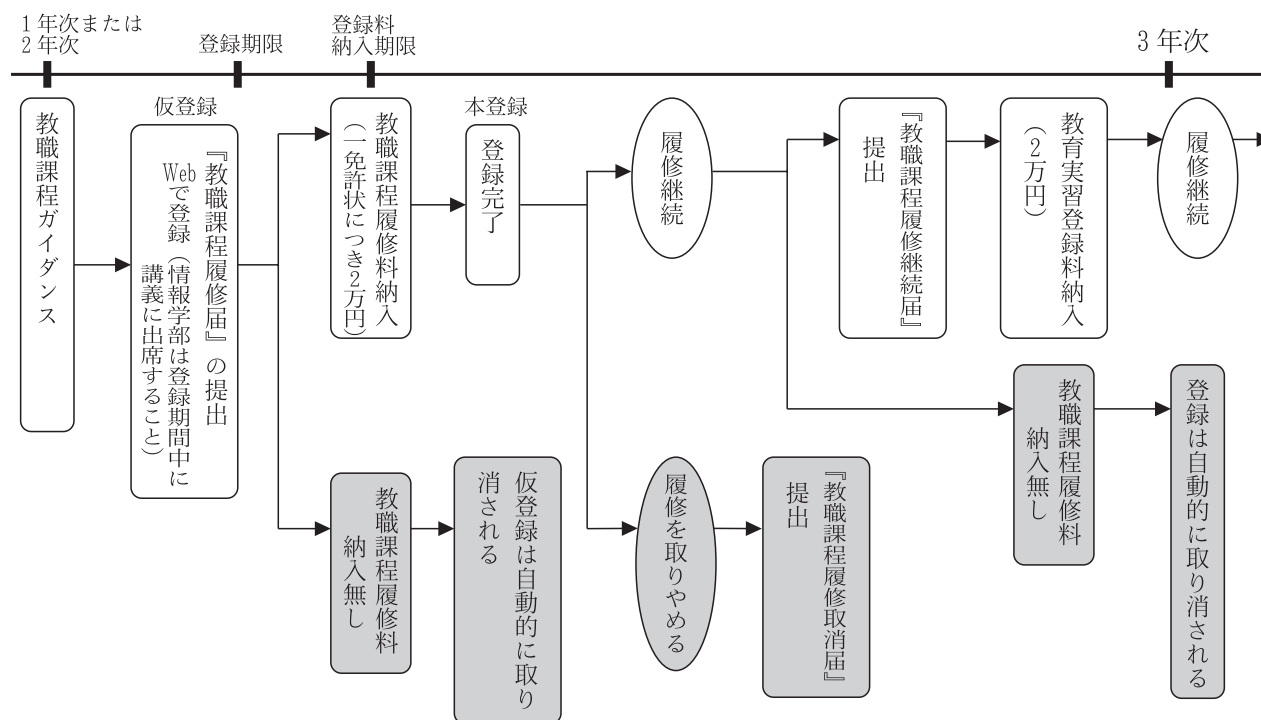 1年次または
2年次
登録期限
登録料
納入期限
3年次
教職課程ガイダンス
仮登録
『教職課程履修届』の提出
Webで登録（情報学部は登録期間中に
講義に出席すること）
教職課程履修料納入
（一免許状につき2万円）
本登録
登録完了
履修継続
『教職課程履修継続届』
提出
教育実習登録料納入
（2万円）
履修継続
教職課程履修料
納入無し
仮登録は自動的に取り
消される
履修を取りやめる
『教職課程履修取消届』
提出
教職課程履修料
納入無し
登録は自動的に取り消される